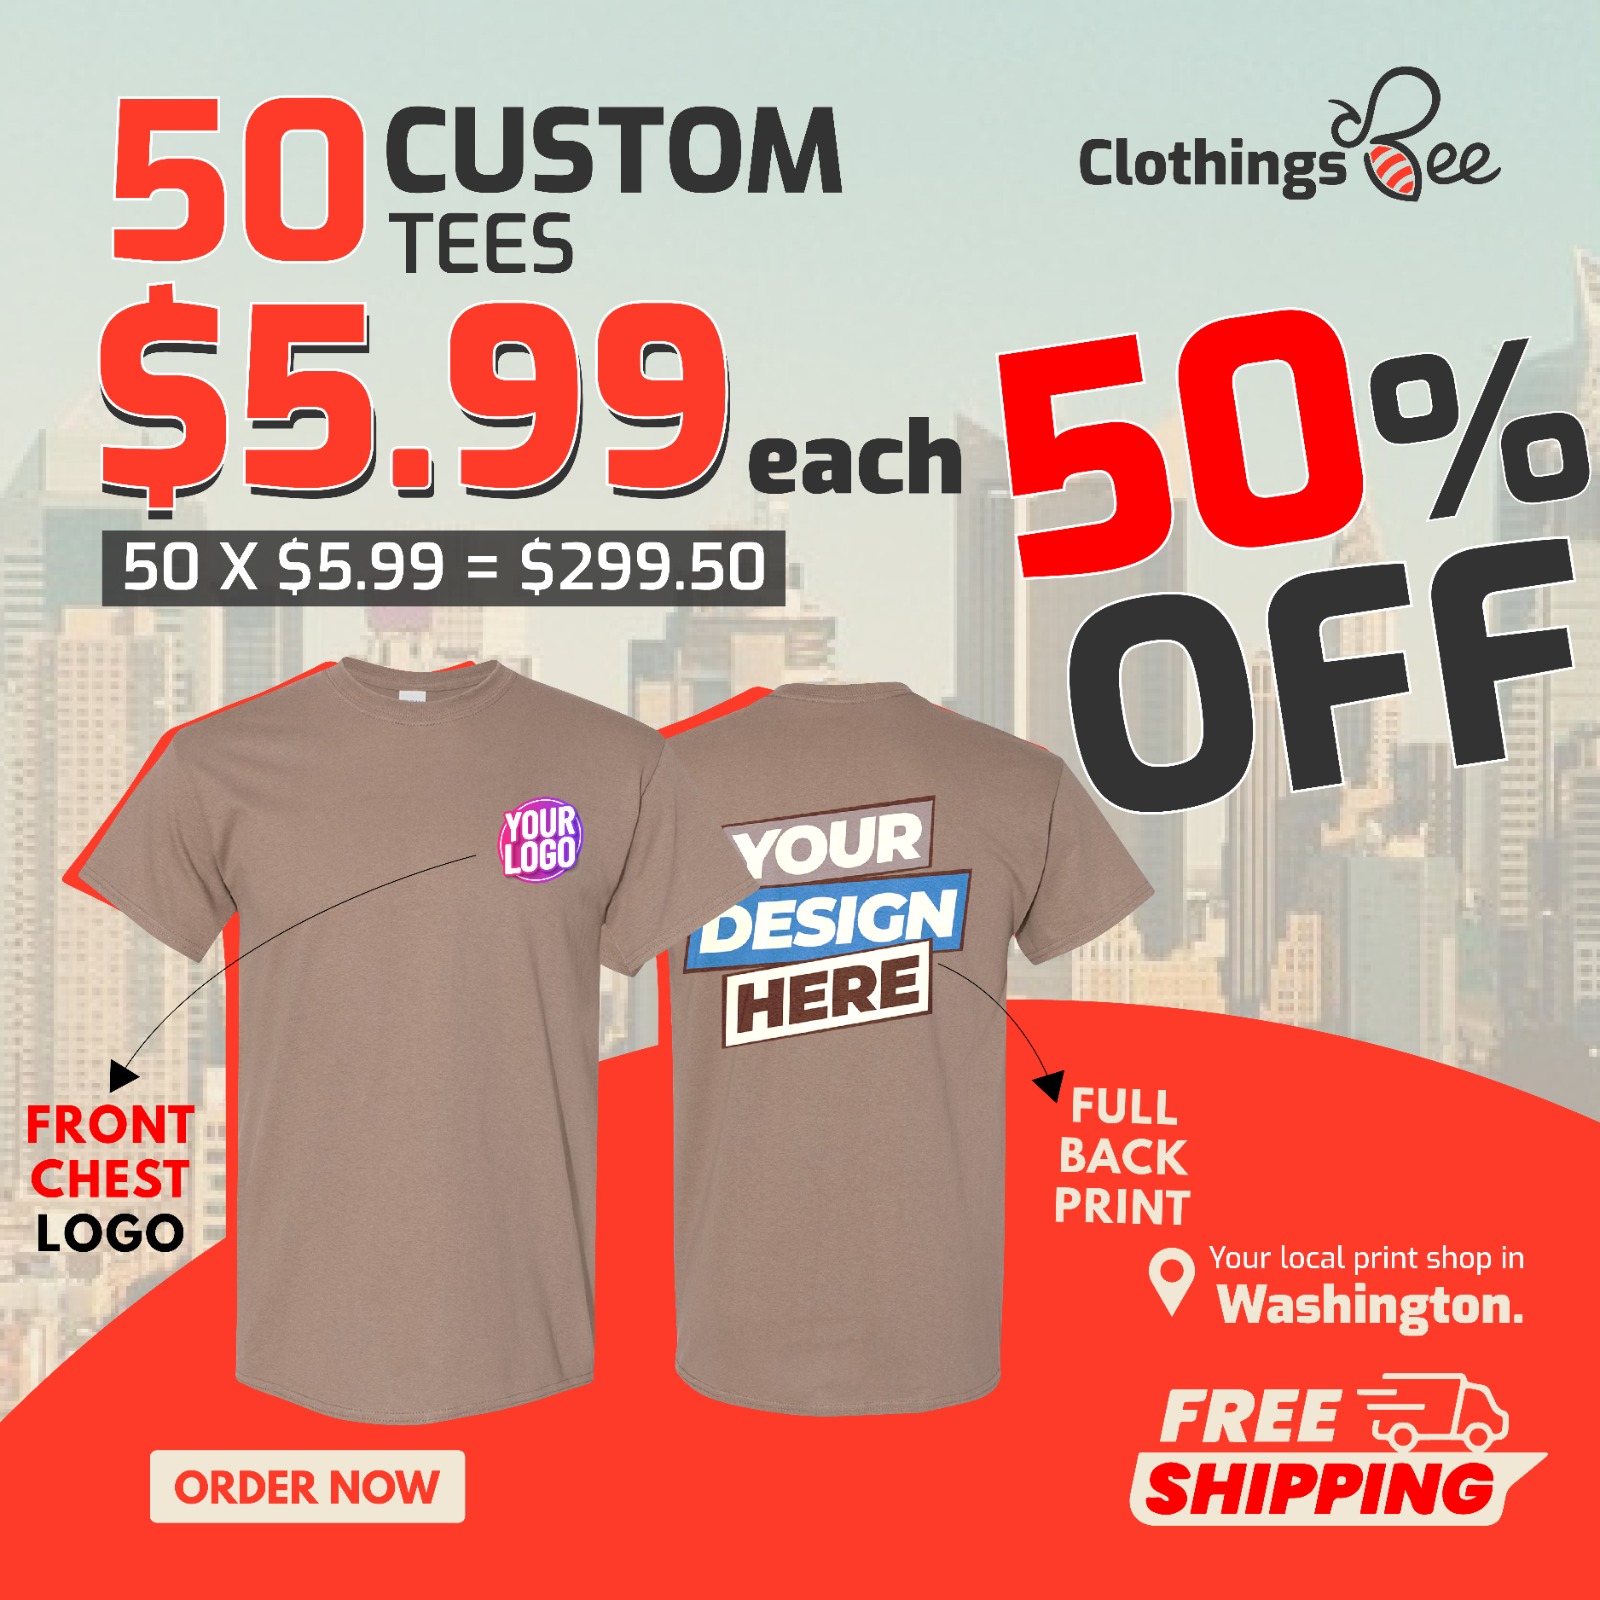 50 CUSTOM
TEES
Clothings Bee
$5.99 each
50%
OFF
50 X $5.99 = $299.50
YOUR
LOGO
YOUR
DESIGN
HERE
FRONT
CHEST
LOGO
FULL
BACK
PRINT
Your local print shop in
Washington.
FREE
SHIPPING
ORDER NOW